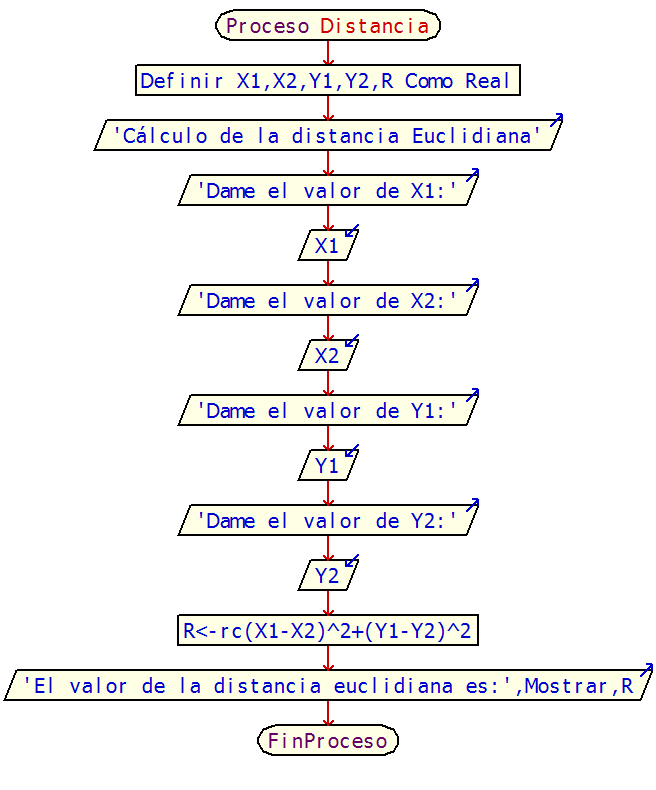 Proceso Distancia
Definir X1,X2,Y1,Y2,R Como Real
'Cálculo de la distancia Euclidiana'
'Dame el valor de X1:'
X1
'Dame el valor de X2:'
X2
'Dame el valor de Y1:'
Y1
'Dame el valor de Y2:'
Y2
R<-rc(X1-X2)^2+(Y1-Y2)^2
'El valor de la distancia euclidiana es:',Mostrar,R
FinProceso